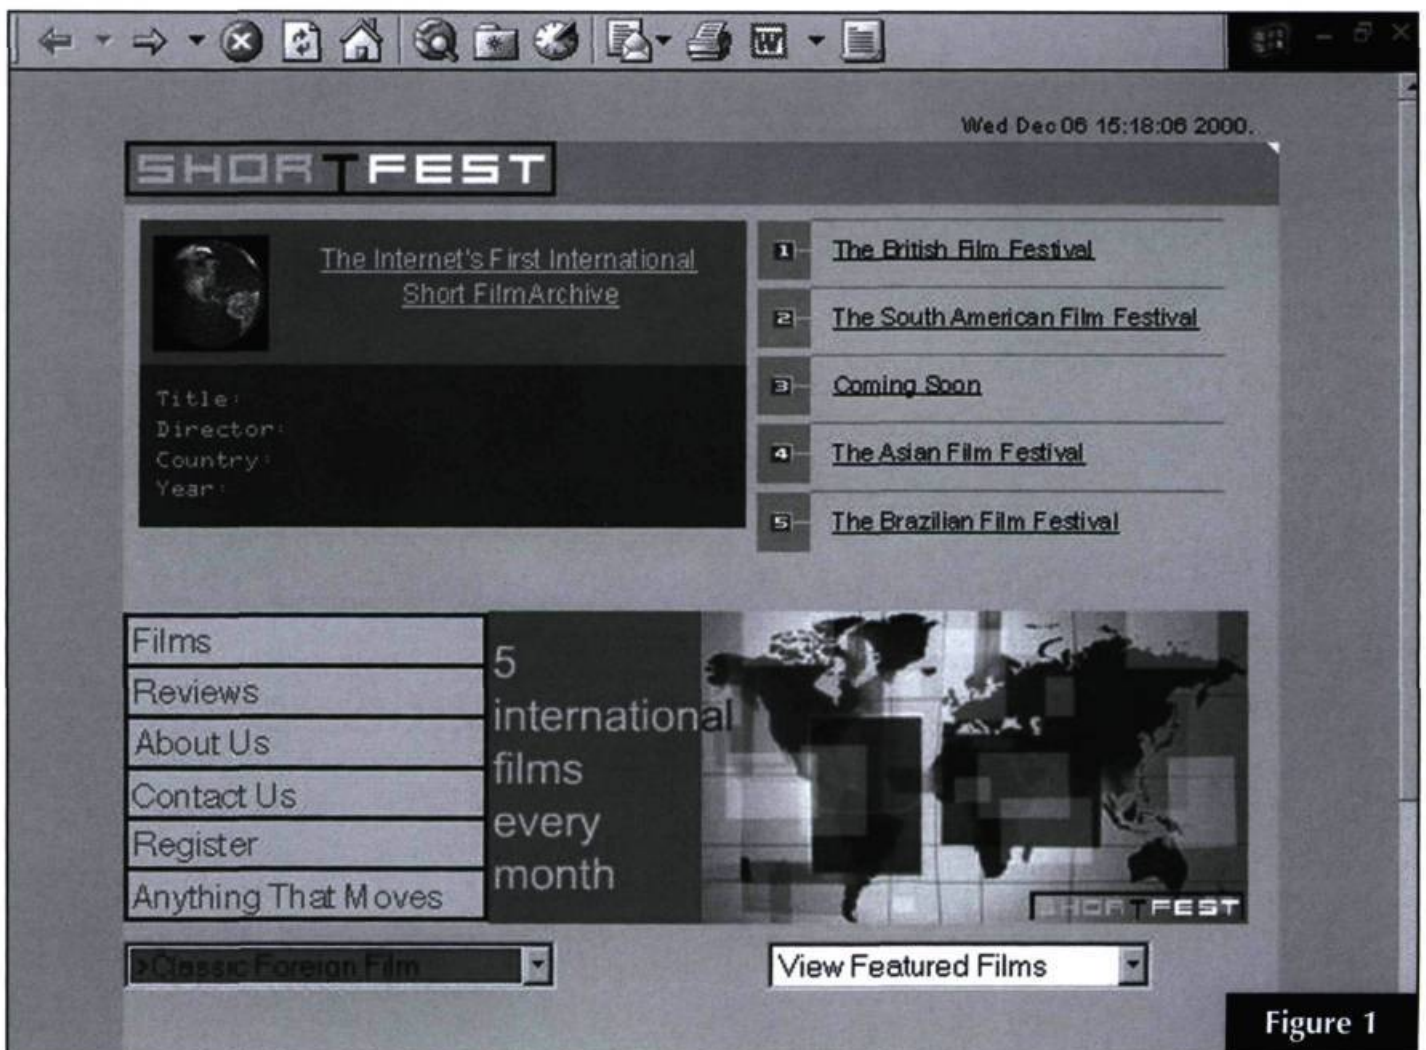 Wed Dec 06 15:18:06 2000.
SHORTFEST
The Internet's First International
Short FilmArchive
Title:
Director:
Country:
Year:
1 The British Film Festival
2 The South American Film Festival
3 Coming Soon
4 The Asian Film Festival
5 The Brazilian Film Festival
Films
Reviews
About Us
Contact Us
Register
Anything That Moves
5
international
films
every
month
SHORTFEST
>Classic Foreign Film
View Featured Films
Figure 1